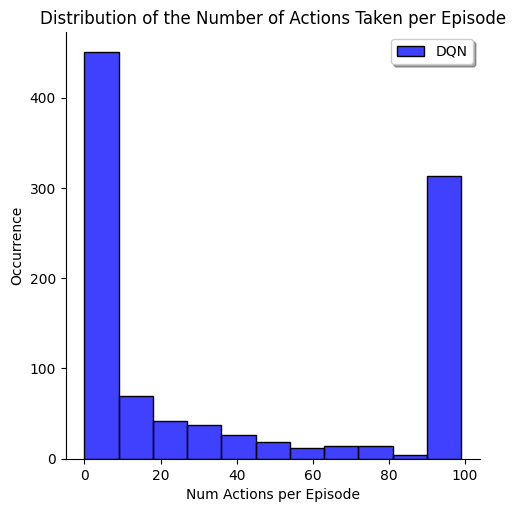 Distribution of the Number of Actions Taken per Episode
DQN
400
300
200
100
0
Occurrence
0 20 40 60 80 100
Num Actions per Episode